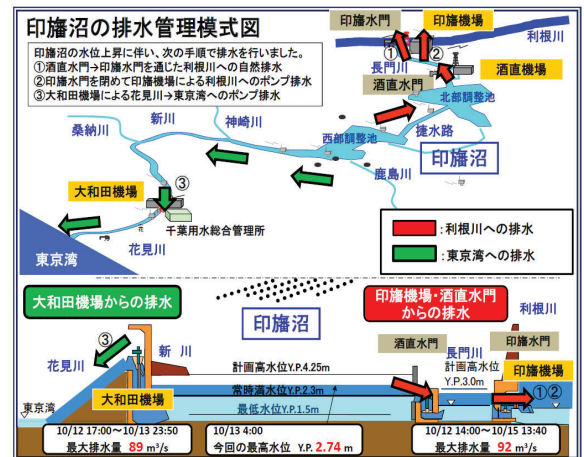 印旛沼の排水管理模式図
印旛沼の水位上昇に伴い、次の手順で排水を行いました。
①酒直水門→印旛水門を通じた利根川への自然排水
②印旛水門を閉めて印旛機場による利根川へのポンプ排水
③大和田機場による花見川→東京湾へのポンプ排水
印旛水門
印旛機場
利根川
①
②
長門川
酒直機場
酒直水門
北部調整池
桑納川
新川
神崎川
西部調整池
捷水路
印旛沼
鹿島川
大和田機場
③
千葉用水総合管理所
花見川
東京湾
:利根川への排水
:東京湾への排水
大和田機場からの排水
印旛沼
印旛機場・酒直水門
からの排水
利根川
酒直水門
長門川
印旛水門
③
花見川
新川
計画高水位Y.P.4.25m
計画高水位
Y.P.3.0m
印旛機場
常時満水位Y.P.2.3m
①②
大和田機場
最低水位Y.P.1.5m
東京湾
10/12 17:00～10/13 23:50
最大排水量 89 m³/s
10/13 4:00
今回の最高水位 Y.P. 2.74 m
10/12 14:00～10/15 13:40
最大排水量 92 m³/s